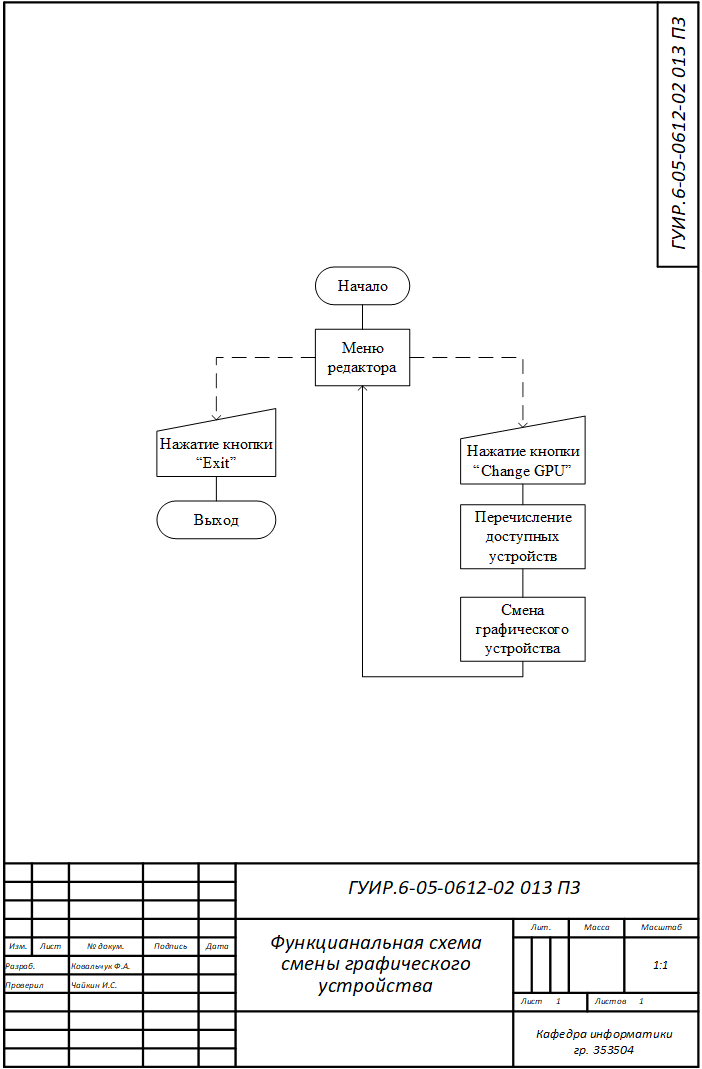 ГУИР.6-05-0612-02 013 ПЗ
Начало
Меню
редактора
Нажатие кнопки
“Exit”
Выход
Нажатие кнопки
“Change GPU”
Перечисление
доступных
устройств
Смена
графического
устройства
ГУИР.6-05-0612-02 013 ПЗ
Изм. Лист № докум. Подпись Дата
Разраб. Ковальчук Ф.А.
Проверил Чайкин И.С.
Функцианальная схема
смены графического
устройства
Лит. Масса Масштаб
1:1
Лист 1 Листов 1
Кафедра информатики
гр. 353504